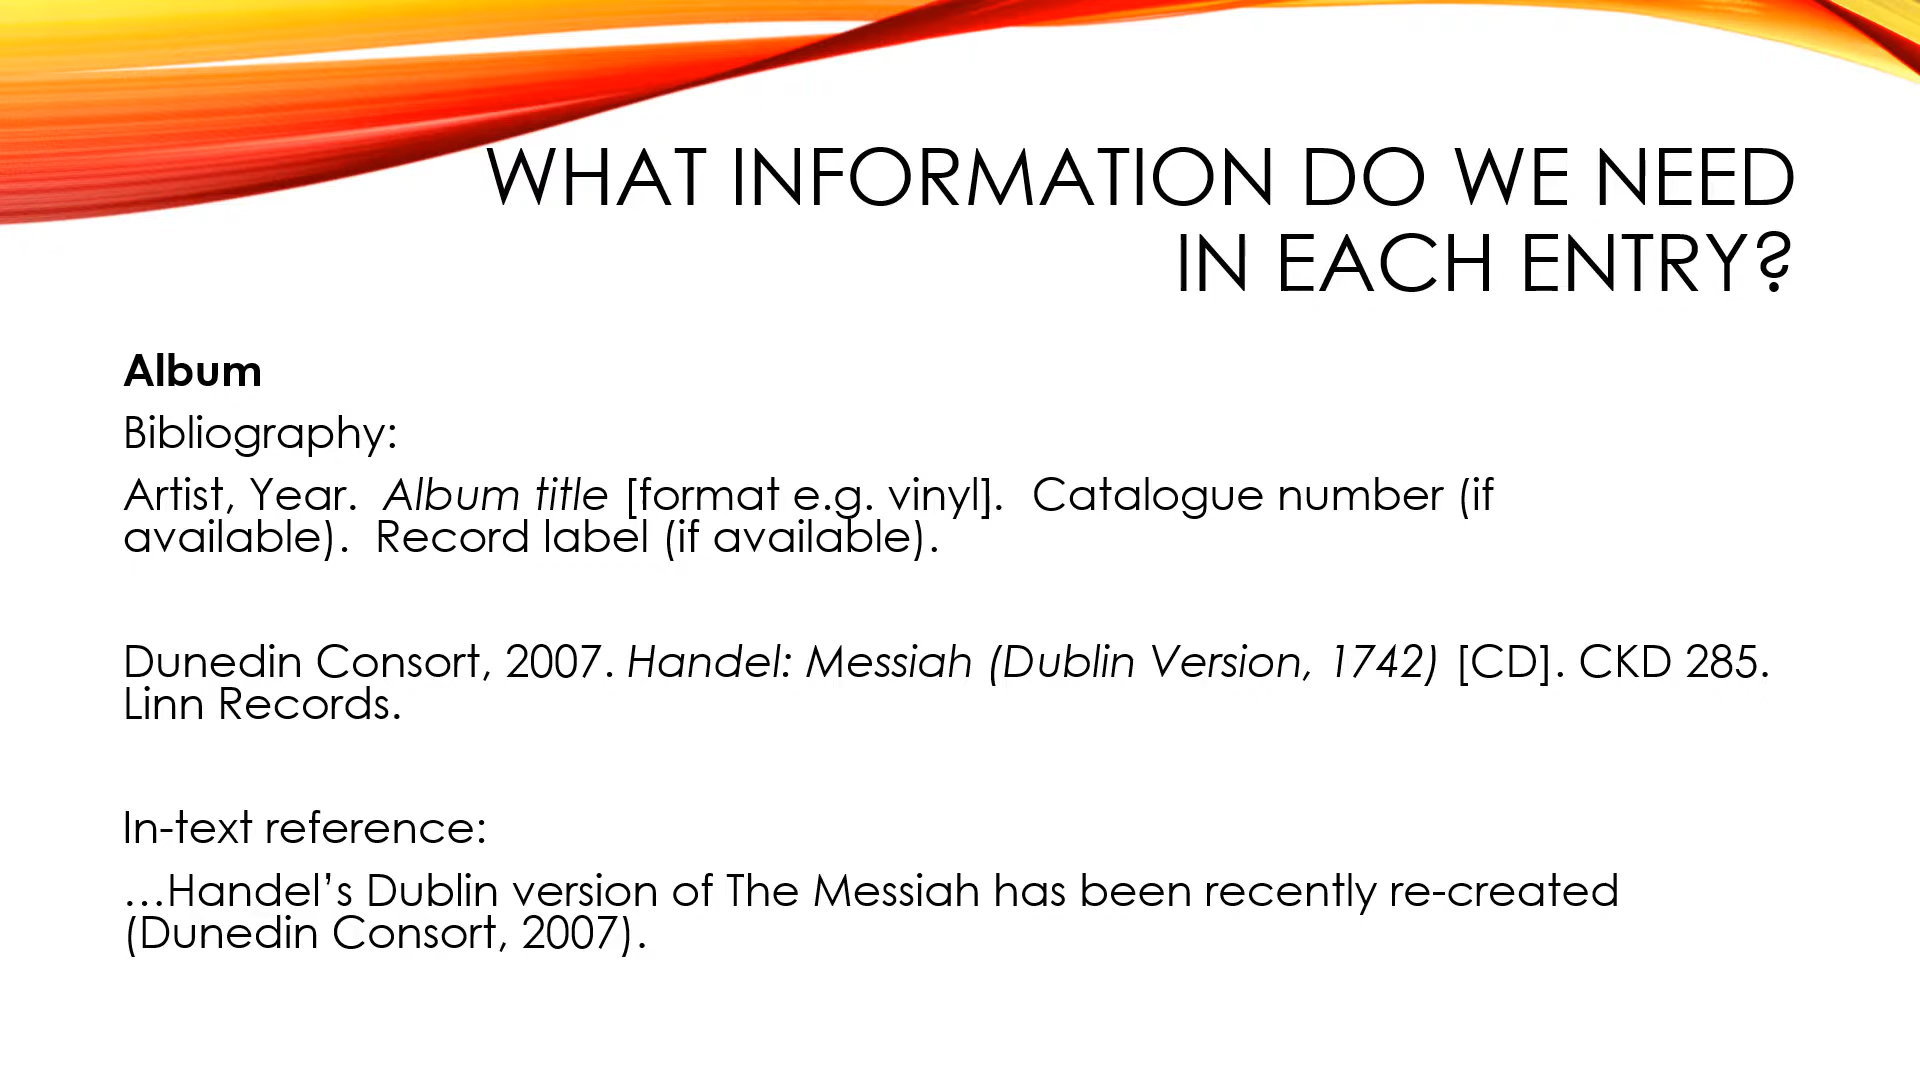 WHAT INFORMATION DO WE NEED
IN EACH ENTRY?
Album
Bibliography:
Artist, Year.  Album title [format e.g. vinyl].  Catalogue number (if
available).  Record label (if available).
Dunedin Consort, 2007. Handel: Messiah (Dublin Version, 1742) [CD]. CKD 285.
Linn Records.
In-text reference:
…Handel’s Dublin version of The Messiah has been recently re-created
(Dunedin Consort, 2007).